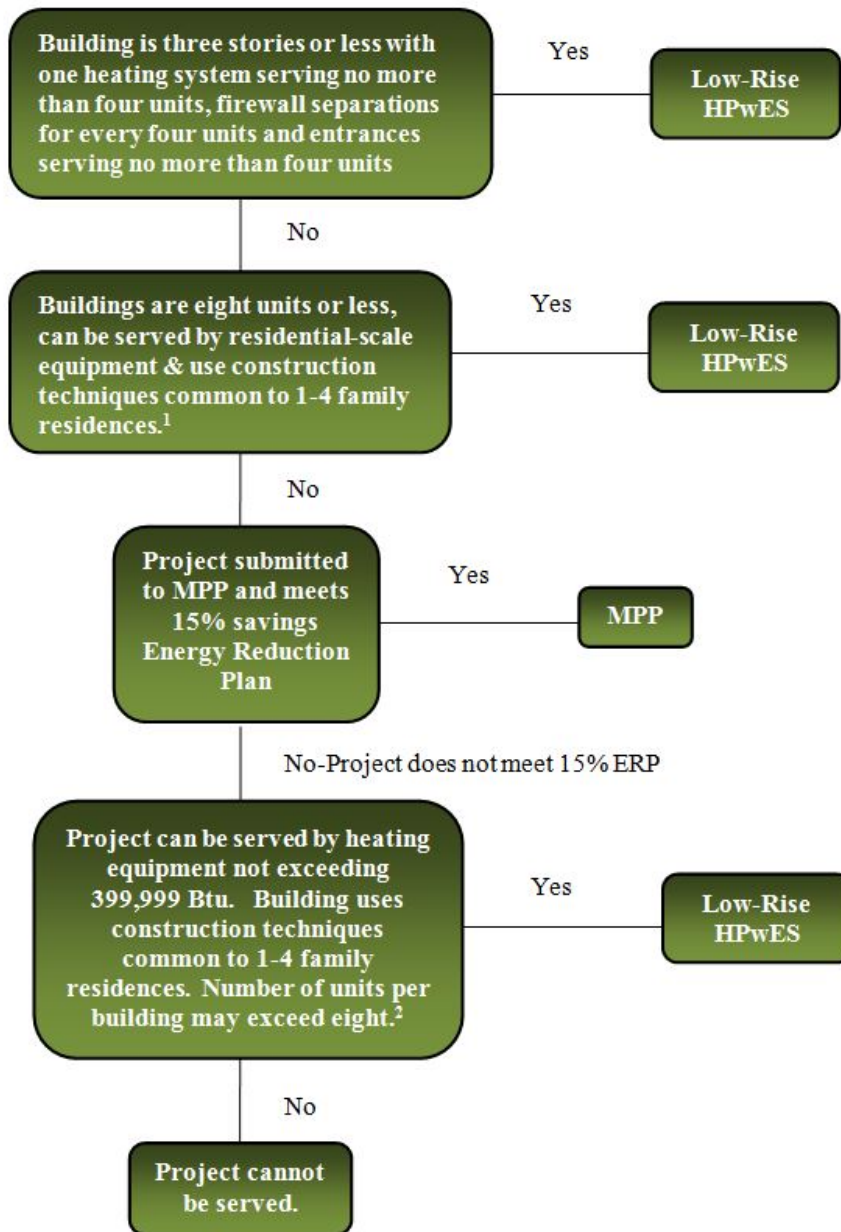 Building is three stories or less with
one heating system serving no more
than four units, firewall separations
for every four units and entrances
serving no more than four units
Yes
Low-Rise
HPwES
No
Buildings are eight units or less,
can be served by residential-scale
equipment & use construction
techniques common to 1-4 family
residences.¹
Yes
Low-Rise
HPwES
No
Project submitted
to MPP and meets
15% savings
Energy Reduction
Plan
Yes
MPP
No-Project does not meet 15% ERP
Project can be served by heating
equipment not exceeding
399,999 Btu.   Building uses
construction techniques
common to 1-4 family
residences.  Number of units per
building may exceed eight.²
Yes
Low-Rise
HPwES
No
Project cannot
be served.